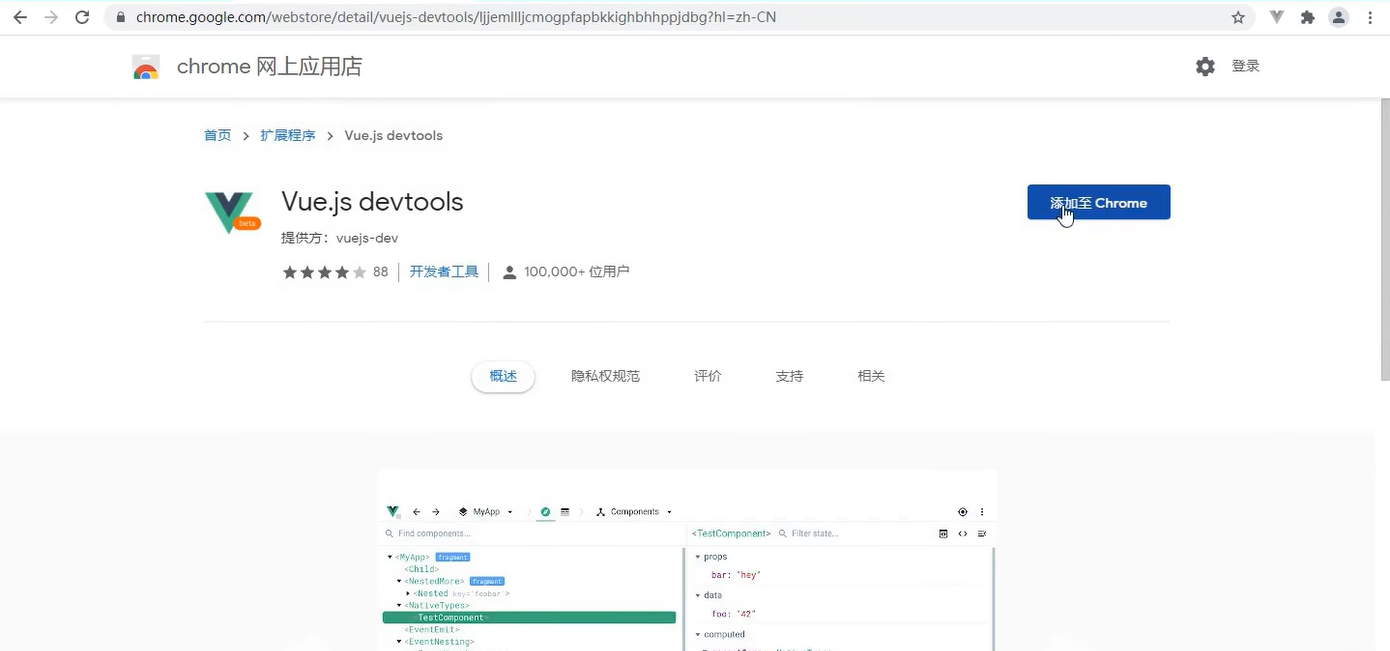 chrome.google.com/webstore/detail/vuejs-devtools/ljjemllljcmogpfapbkkighbhhppjdbg?hl=zh-CN
chrome 网上应用店
登录
首页 > 扩展程序 > Vue.js devtools
Vue.js devtools
添加至 Chrome
beta
提供方：vuejs-dev
88
开发者工具
100,000+ 位用户
概述
隐私权规范
评价
支持
相关
MyApp
Components
Find components...
<TestComponent>
Filter state...
<MyApp> fragment
<Child>
<NestedMore> fragment
<Nested key='foobar'>
<NativeTypes>
TestComponent
<EventEmit>
<EventNesting>
props
bar: "hey"
data
foo: "42"
computed